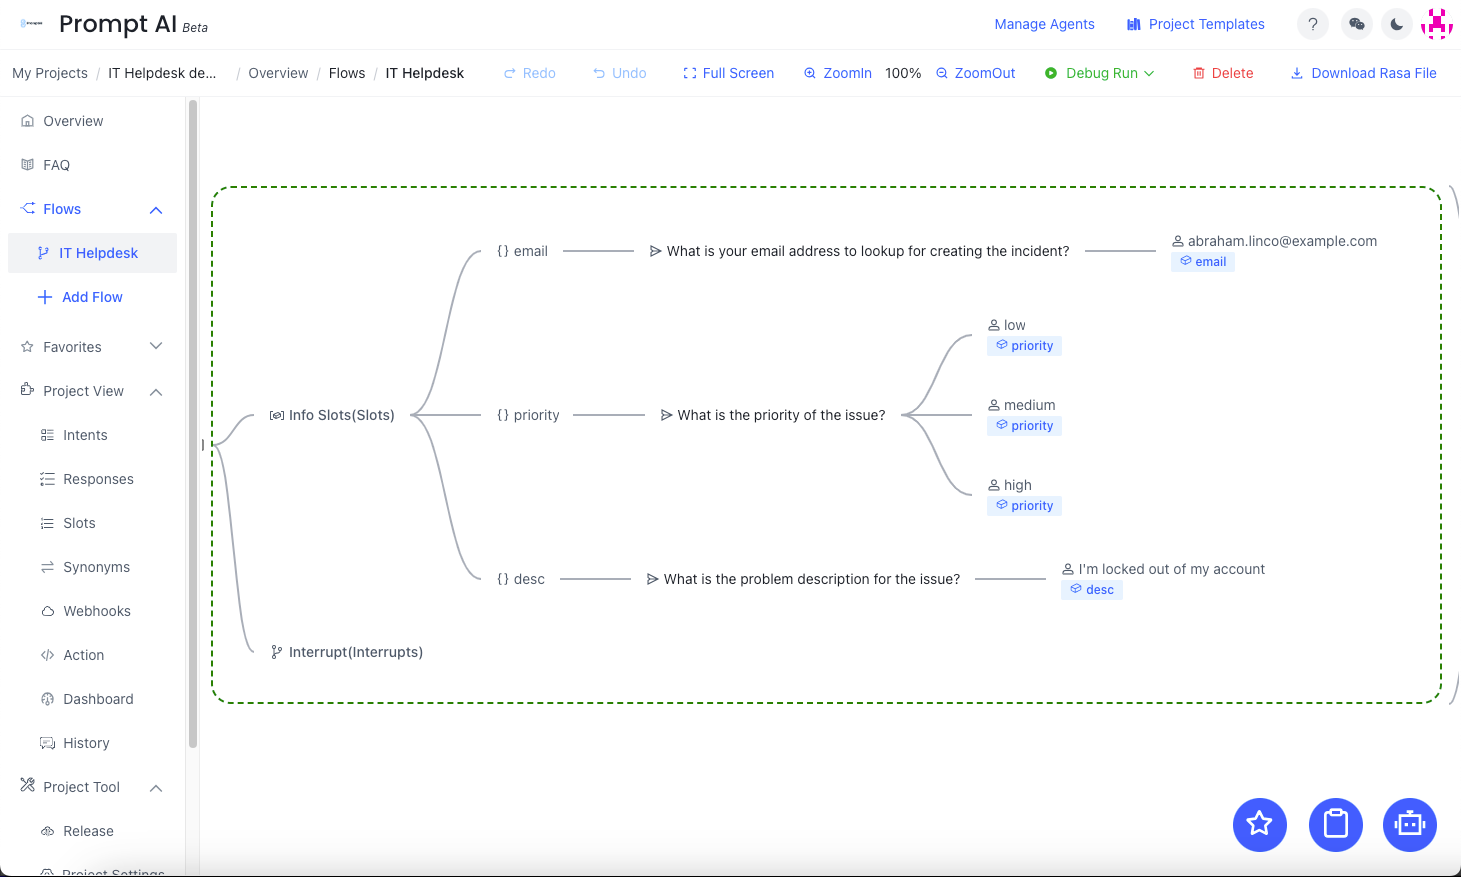 Prompt AI Beta
Manage Agents
Project Templates
?
My Projects / IT Helpdesk de... / Overview / Flows / IT Helpdesk
Redo
Undo
Full Screen
ZoomIn
100%
ZoomOut
Debug Run
Delete
Download Rasa File
Overview
FAQ
Flows
IT Helpdesk
Add Flow
Favorites
Project View
Intents
Responses
Slots
Synonyms
Webhooks
Action
Dashboard
History
Project Tool
Release
Project Settings
Info Slots(Slots)
{} email
What is your email address to lookup for creating the incident?
abraham.linco@example.com
email
{} priority
What is the priority of the issue?
low
priority
medium
priority
high
priority
{} desc
What is the problem description for the issue?
I'm locked out of my account
desc
Interrupt(Interrupts)